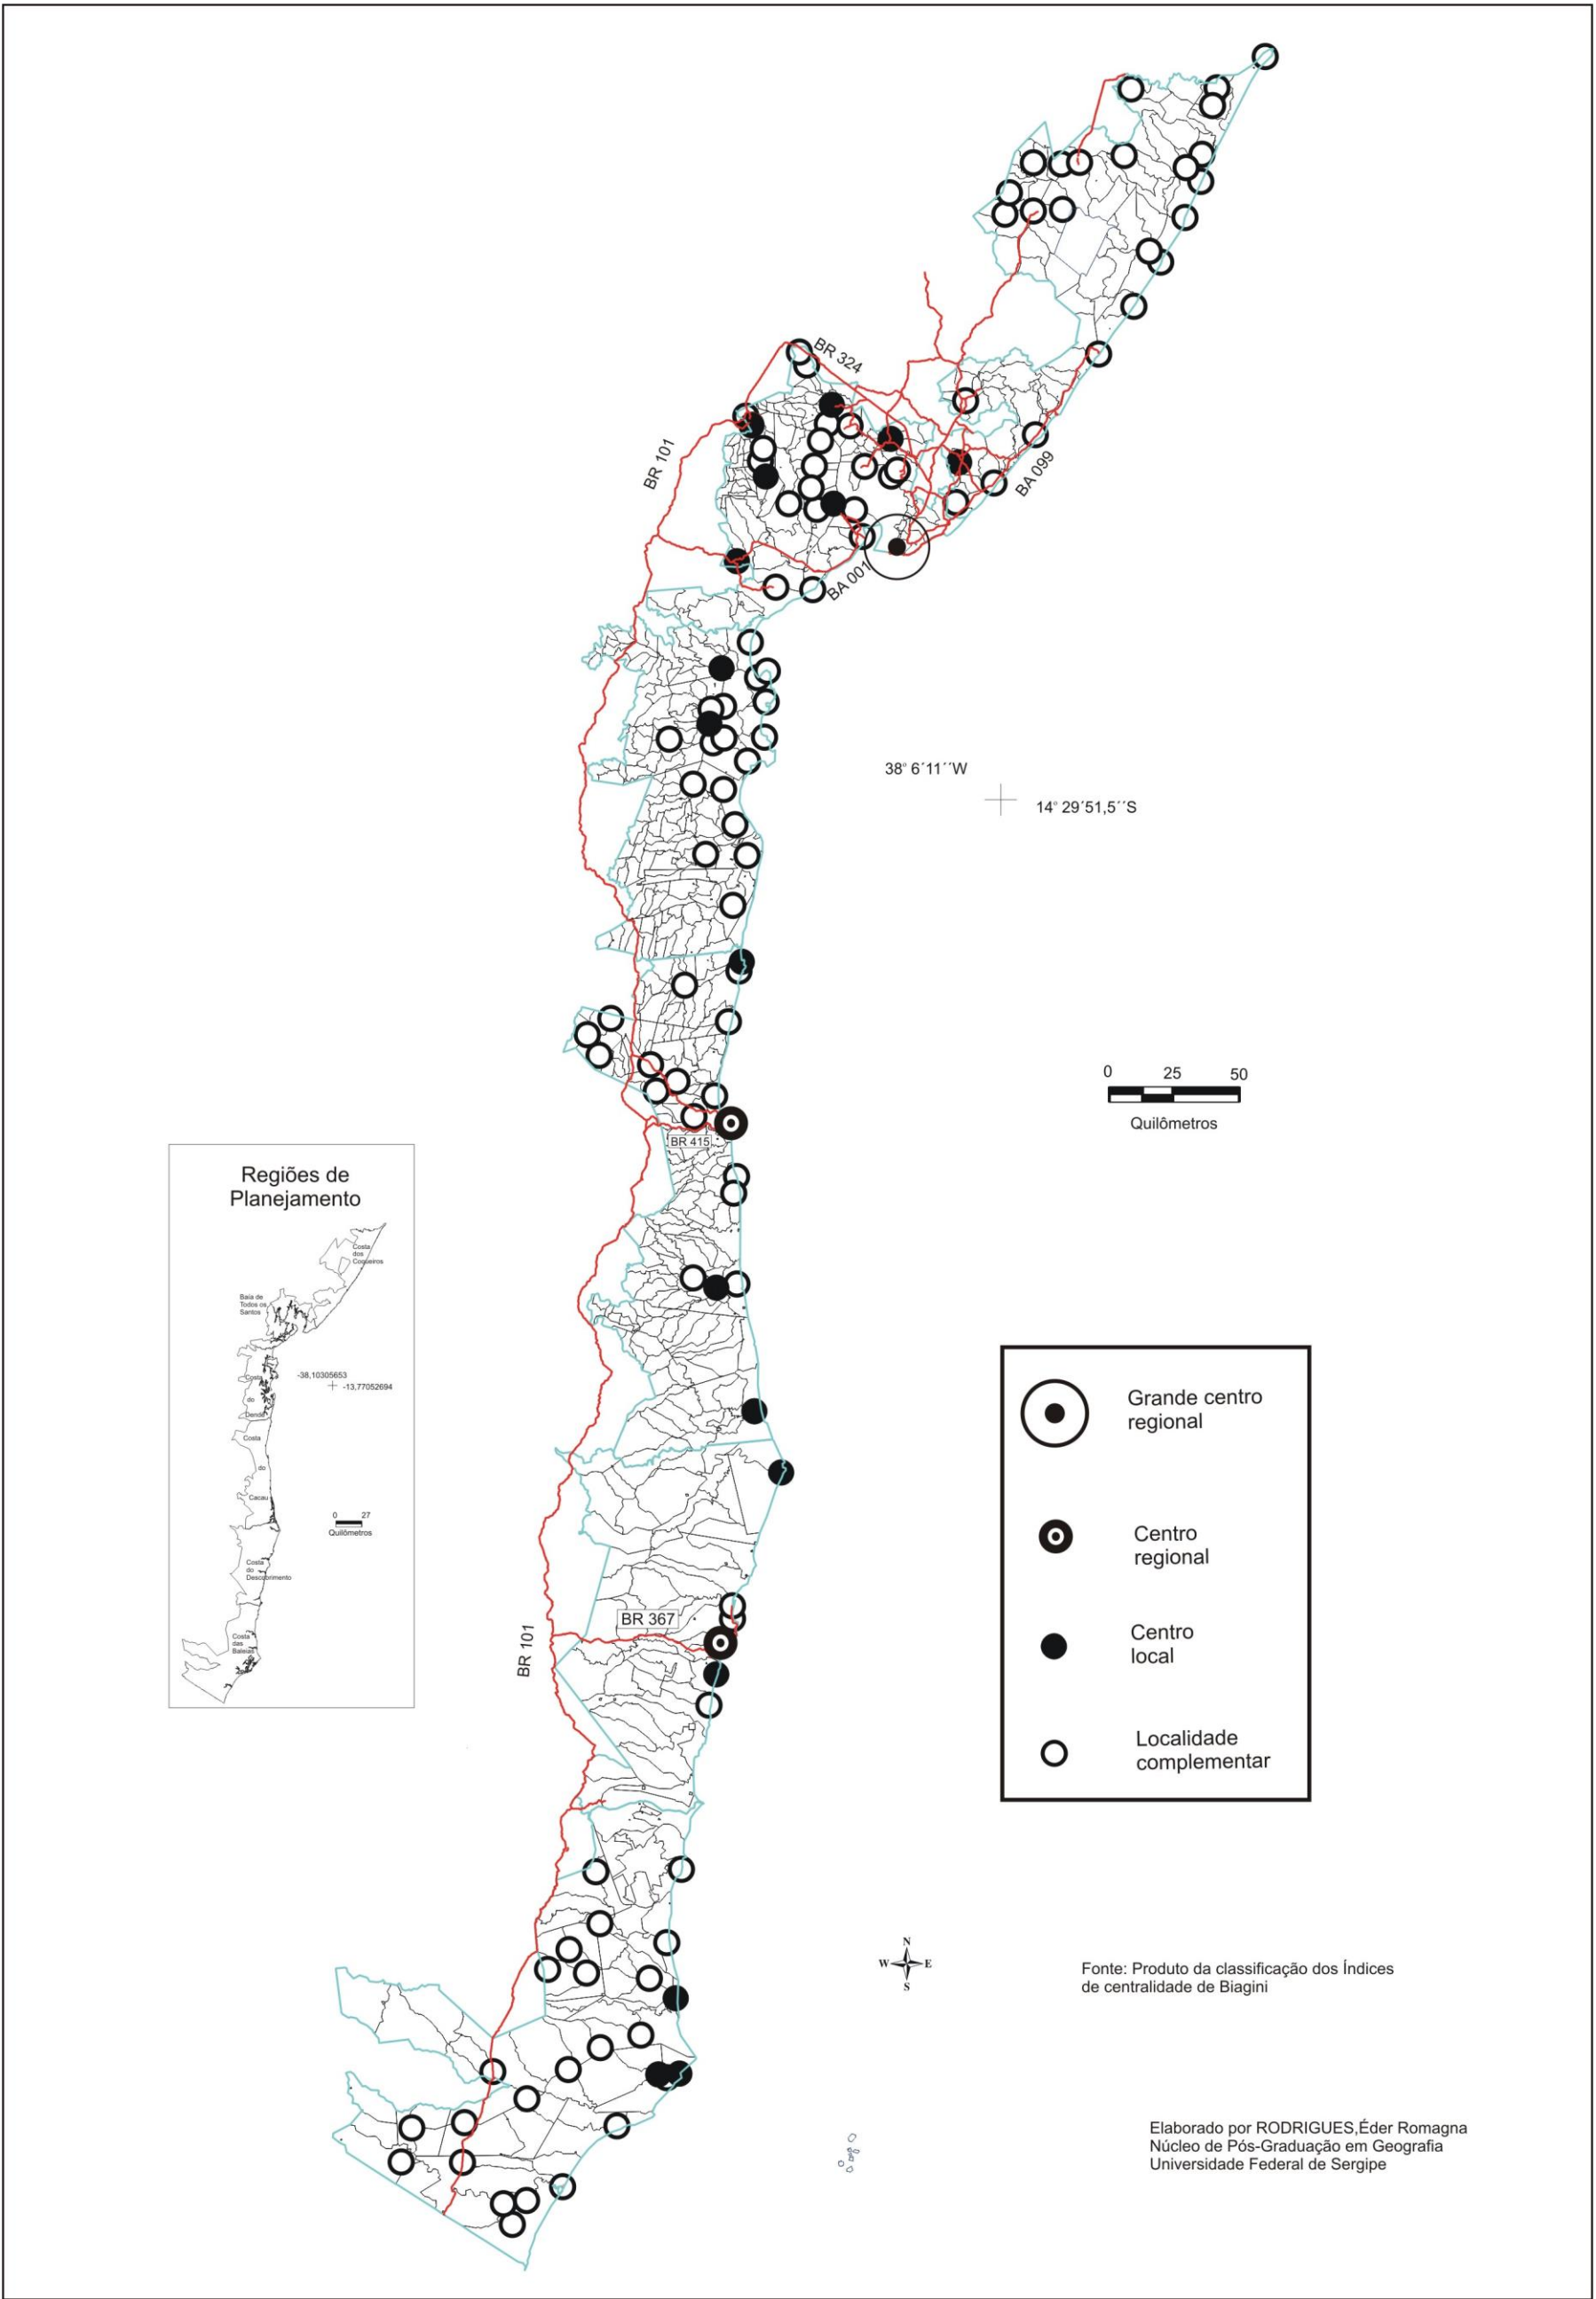 BR 324
BR 101
BA 099
BA 001
38° 6´11´´W
14° 29´51,5´´S
0 25 50
Quilômetros
BR 415
Regiões de
Planejamento
Costa
dos
Coqueiros
Baía de
Todos os
Santos
-38,10305653
-13,77052694
Costa
do
Dendê
Costa
do
Cacau
0 27
Quilômetros
Costa
do
Descobrimento
Costa
das
Baleias
Grande centro
regional
Centro
regional
Centro
local
Localidade
complementar
BR 367
BR 101
N
W E
S
Fonte: Produto da classificação dos Índices
de centralidade de Biagini
Elaborado por RODRIGUES,Éder Romagna
Núcleo de Pós-Graduação em Geografia
Universidade Federal de Sergipe